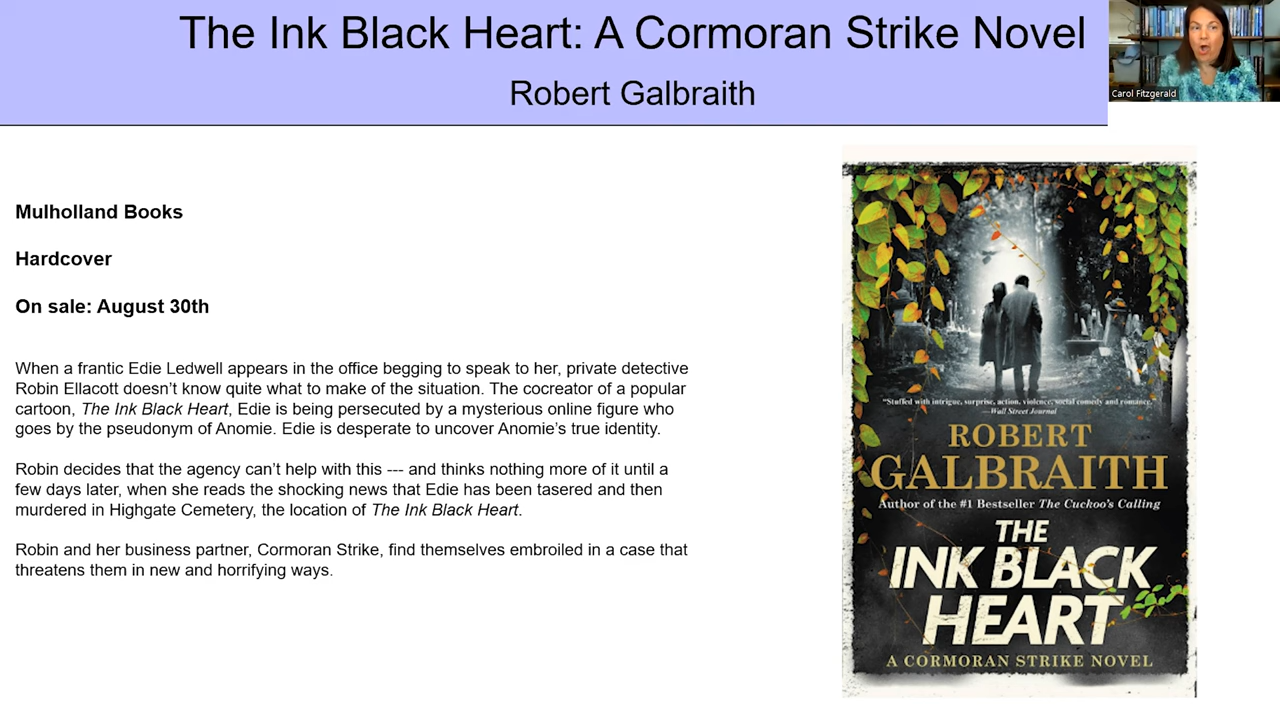 The Ink Black Heart: A Cormoran Strike Novel
Robert Galbraith
Carol Fitzgerald
Mulholland Books
Hardcover
On sale: August 30th
When a frantic Edie Ledwell appears in the office begging to speak to her, private detective
Robin Ellacott doesn’t know quite what to make of the situation. The cocreator of a popular
cartoon, The Ink Black Heart, Edie is being persecuted by a mysterious online figure who
goes by the pseudonym of Anomie. Edie is desperate to uncover Anomie’s true identity.
Robin decides that the agency can’t help with this --- and thinks nothing more of it until a
few days later, when she reads the shocking news that Edie has been tasered and then
murdered in Highgate Cemetery, the location of The Ink Black Heart.
Robin and her business partner, Cormoran Strike, find themselves embroiled in a case that
threatens them in new and horrifying ways.
“Stuffed with intrigue, surprise, action, violence, social comedy and romance.”
—Wall Street Journal
ROBERT
GALBRAITH
Author of the #1 Bestseller The Cuckoo's Calling
THE
INK BLACK
HEART
A CORMORAN STRIKE NOVEL